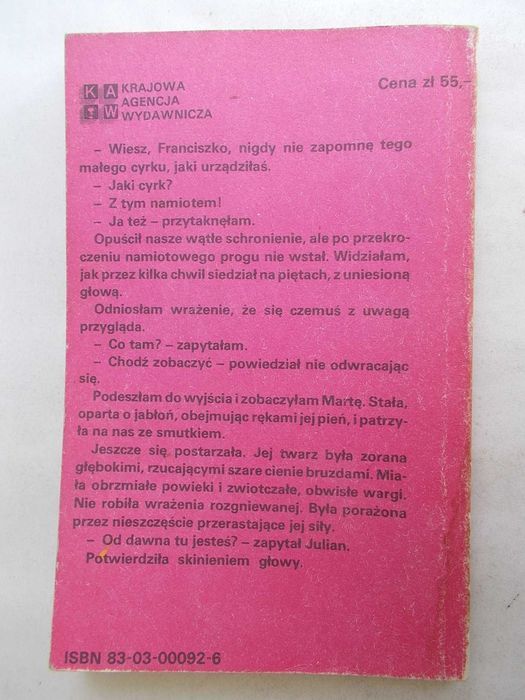 KA KRAJOWA
AGENCJA
W WYDAWNICZA
Cena zł 55,–
– Wiesz, Franciszko, nigdy nie zapomnę tego
małego cyrku, jaki urządziłaś.
– Jaki cyrk?
– Z tym namiotem!
– Ja też – przytaknęłam.
Opuścił nasze wątłe schronienie, ale po przekro-
czeniu namiotowego progu nie wstał. Widziałam,
jak przez kilka chwil siedział na piętach, z uniesioną
głową.
Odniosłam wrażenie, że się czemuś z uwagą
przygląda.
– Co tam? – zapytałam.
– Chodź zobaczyć – powiedział nie odwracając
się.
Podeszłam do wyjścia i zobaczyłam Martę. Stała,
oparta o jabłoń, obejmując rękami jej pień, i patrzy-
ła na nas ze smutkiem.
Jeszcze się postarzała. Jej twarz była zorana
głębokimi, rzucającymi szare cienie bruzdami. Mia-
ła obrzmiałe powieki i zwiotczałe, obwisłe wargi.
Nie robiła wrażenia rozgniewanej. Była porażona
przez nieszczęście przerastające jej siły.
– Od dawna tu jesteś? – zapytał Julian.
Potwierdziła skinieniem głowy.
ISBN 83-03-00092-6